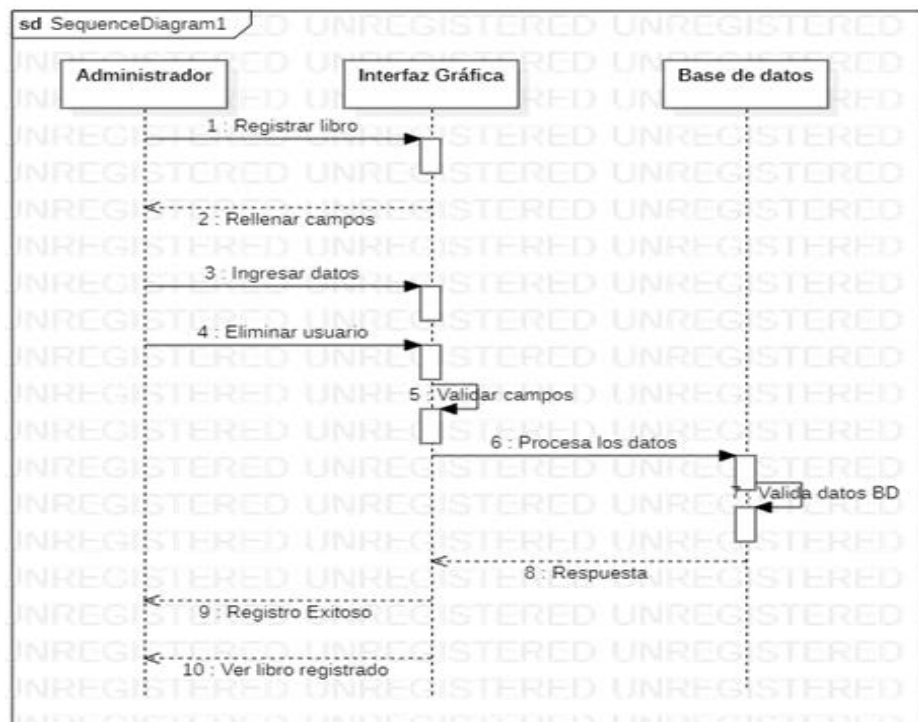 sd SequenceDiagram1
Administrador
Interfaz Gráfica
Base de datos
1 : Registrar libro
2 : Rellenar campos
3 : Ingresar datos
4 : Eliminar usuario
5 : Validar campos
6 : Procesa los datos
7 : Valida datos BD
8 : Respuesta
9 : Registro Exitoso
10 : Ver libro registrado
UNREGISTERED